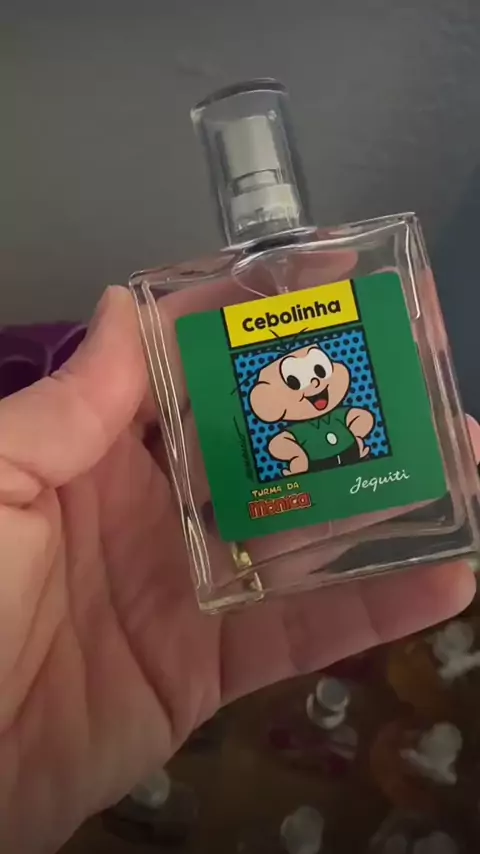 Cebolinha
TURMA DA
MÔNICA
Jequiti